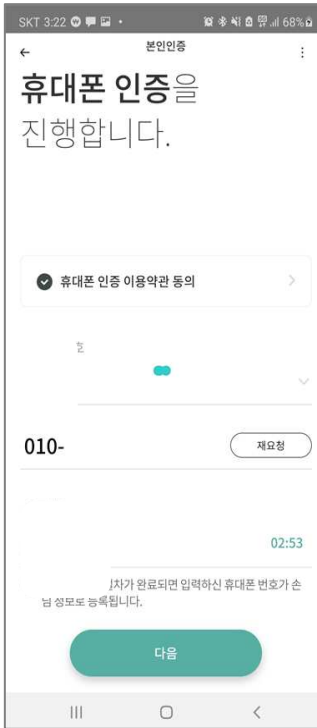 SKT 3:22
68%
본인인증
휴대폰 인증을
진행합니다.
휴대폰 인증 이용약관 동의
010-
재요청
02:53
완료되면 입력하신 휴대폰 번호가 손
님 정보로 등록됩니다.
다음